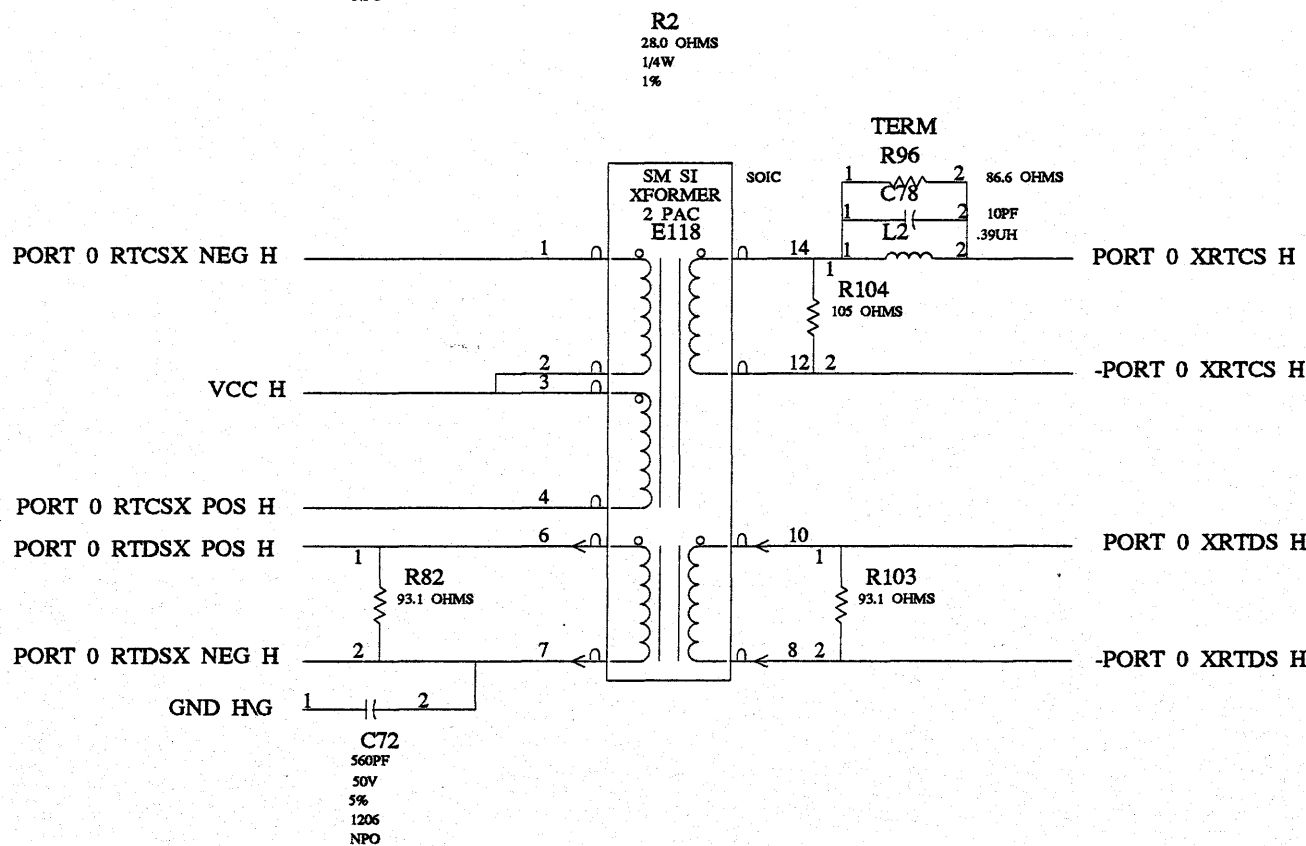 R2
28.0 OHMS
1/4W
1%
TERM
R96
1 2 86.6 OHMS
C78
1 2 10PF
L2 .39UH
1 2
SM SI
XFORMER
2 PAC
E118
SOIC
PORT 0 RTCSX NEG H 1 14 PORT 0 XRTCS H
1
R104
105 OHMS
2 12 2 -PORT 0 XRTCS H
VCC H 3
PORT 0 RTCSX POS H 4
PORT 0 RTDSX POS H 6 10 PORT 0 XRTDS H
1 1
R82 R103
93.1 OHMS 93.1 OHMS
PORT 0 RTDSX NEG H 2 7 8 2 -PORT 0 XRTDS H
GND H\G 1 2
C72
560PF
50V
5%
1206
NPO